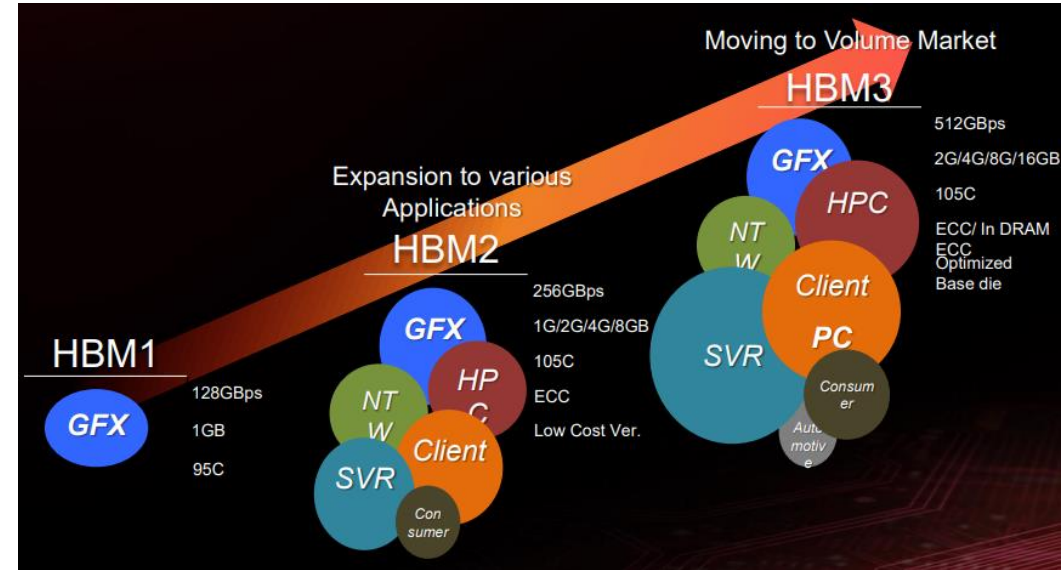 Moving to Volume Market
HBM3
512GBps
2G/4G/8G/16GB
105C
ECC/ In DRAM
ECC
Optimized
Base die
GFX
HPC
NT
W
Client
PC
SVR
Consum
er
Auto
motiv
e
Expansion to various
Applications
HBM2
256GBps
1G/2G/4G/8GB
105C
ECC
Low Cost Ver.
GFX
HP
C
NT
W
Client
SVR
Con
sumer
HBM1
128GBps
1GB
95C
GFX